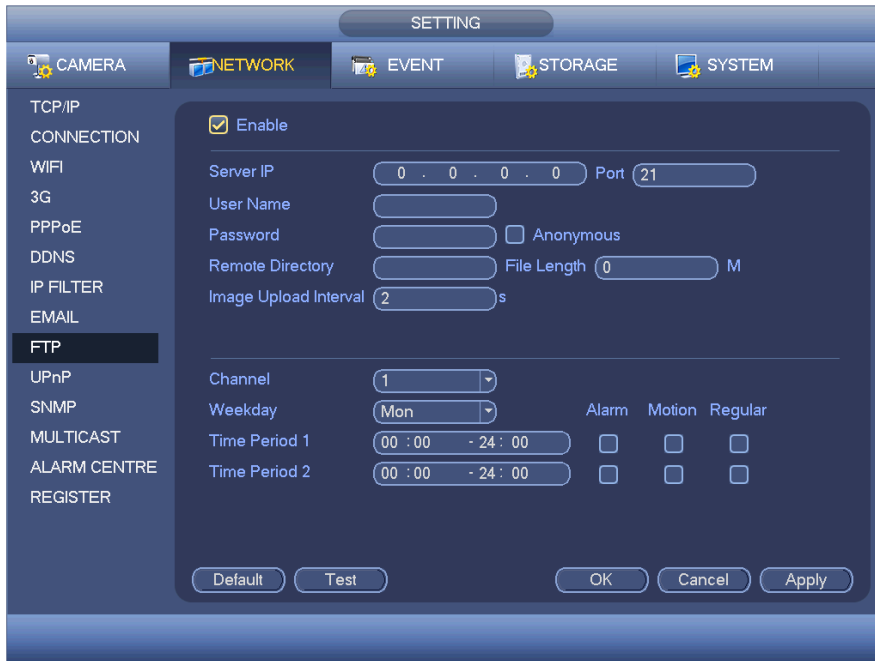 SETTING
CAMERA NETWORK EVENT STORAGE SYSTEM
TCP/IP
CONNECTION
WIFI
3G
PPPoE
DDNS
IP FILTER
EMAIL
FTP
UPnP
SNMP
MULTICAST
ALARM CENTRE
REGISTER
Enable
Server IP 0 . 0 . 0 . 0 Port 21
User Name
Password Anonymous
Remote Directory File Length 0 M
Image Upload Interval 2 s
Channel 1
Weekday Mon Alarm Motion Regular
Time Period 1 00 :00 - 24 : 00
Time Period 2 00 :00 - 24 : 00
Default Test OK Cancel Apply